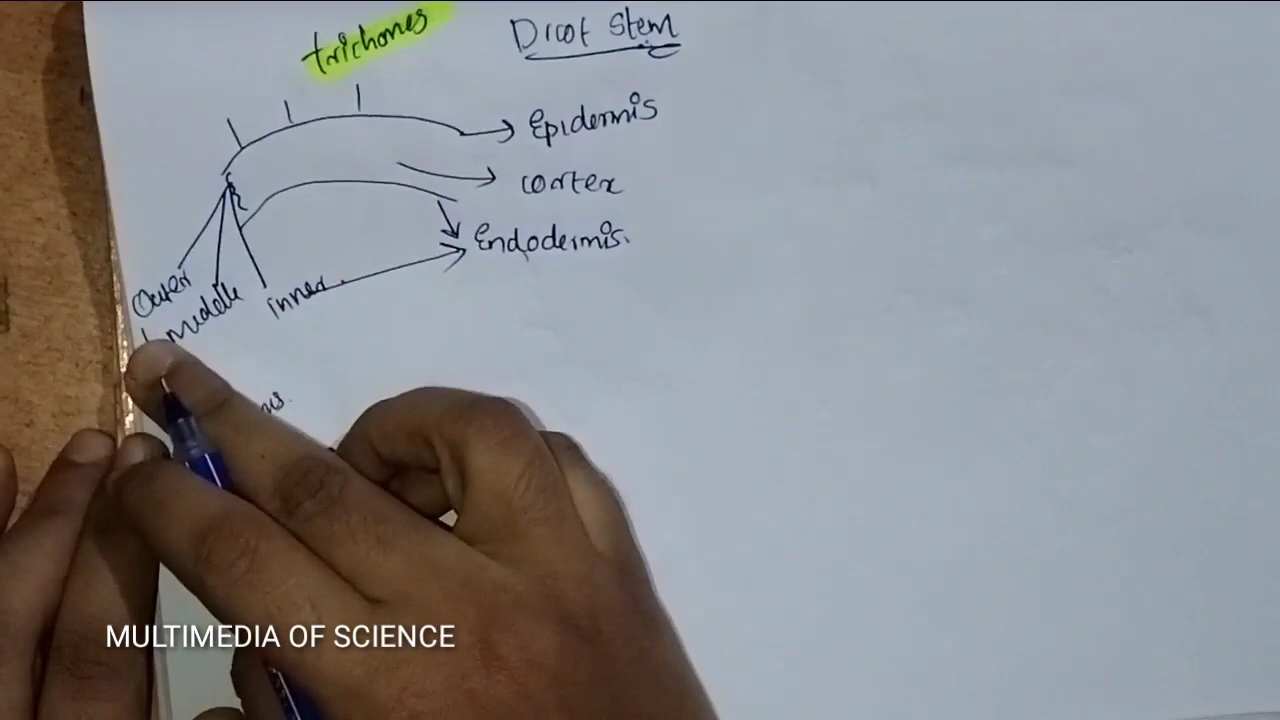 trichomes
Dicot Stem
Epidermis
cortex
Endodermis.
Outer
middle
inner
MULTIMEDIA OF SCIENCE